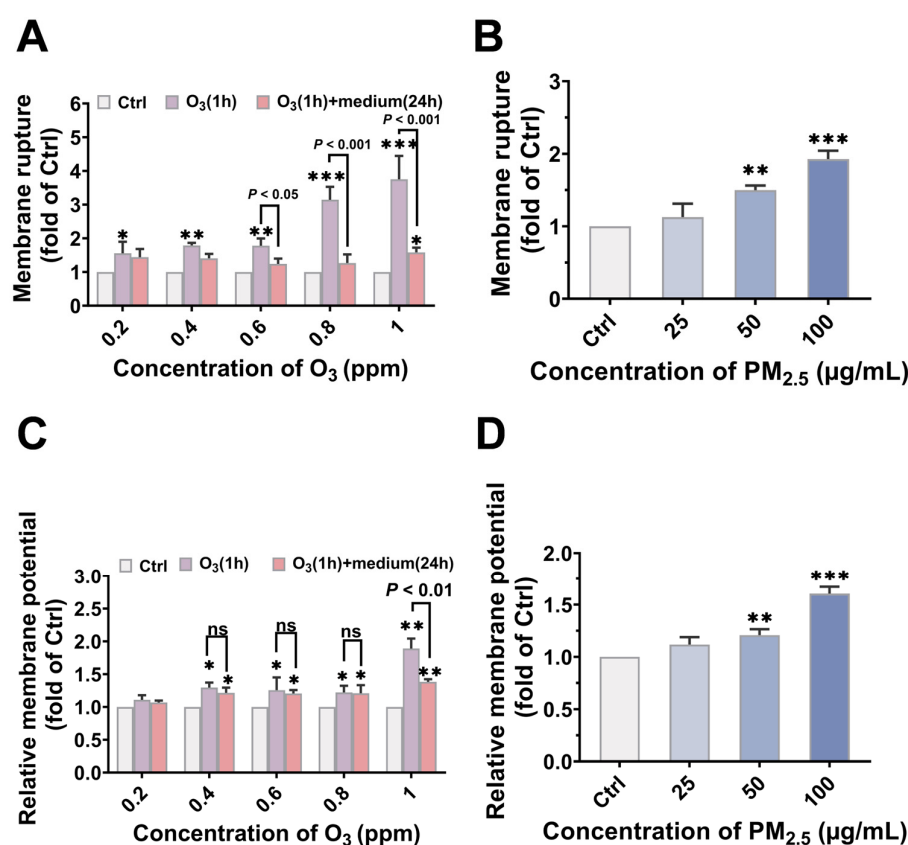 A
Ctrl O₃(1h) O₃(1h)+medium(24h)
Membrane rupture
(fold of Ctrl)
6
5
4
3
2
1
0
*
**
**
P < 0.05
***
P < 0.001
***
P < 0.001
*
0.2 0.4 0.6 0.8 1
Concentration of O₃ (ppm)
B
Membrane rupture
(fold of Ctrl)
3
2
1
0
**
***
Ctrl 25 50 100
Concentration of PM₂.₅ (μg/mL)
C
Ctrl O₃(1h) O₃(1h)+medium(24h)
Relative membrane potential
(fold of Ctrl)
3.0
2.5
2.0
1.5
1.0
0.5
0.0
ns
*
*
ns
*
*
ns
*
*
P < 0.01
**
**
0.2 0.4 0.6 0.8 1
Concentration of O₃ (ppm)
D
Relative membrane potential
(fold of Ctrl)
2.0
1.5
1.0
0.5
0.0
**
***
Ctrl 25 50 100
Concentration of PM₂.₅ (μg/mL)